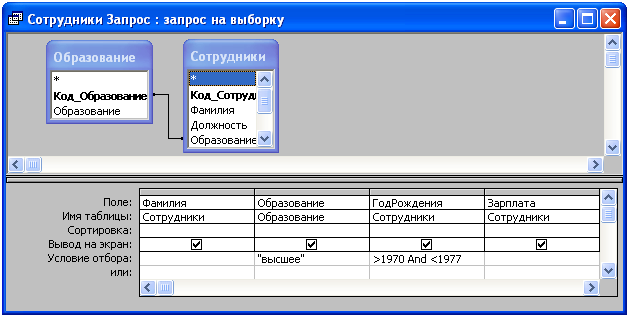 Сотрудники Запрос : запрос на выборку
Образование
*
Код_Образование
Образование
Сотрудники
*
Код_Сотруд
Фамилия
Должность
Образование
Поле: Фамилия Образование ГодРождения Зарплата
Имя таблицы: Сотрудники Образование Сотрудники Сотрудники
Сортировка:
Вывод на экран:
Условие отбора: "высшее" >1970 And <1977
или: